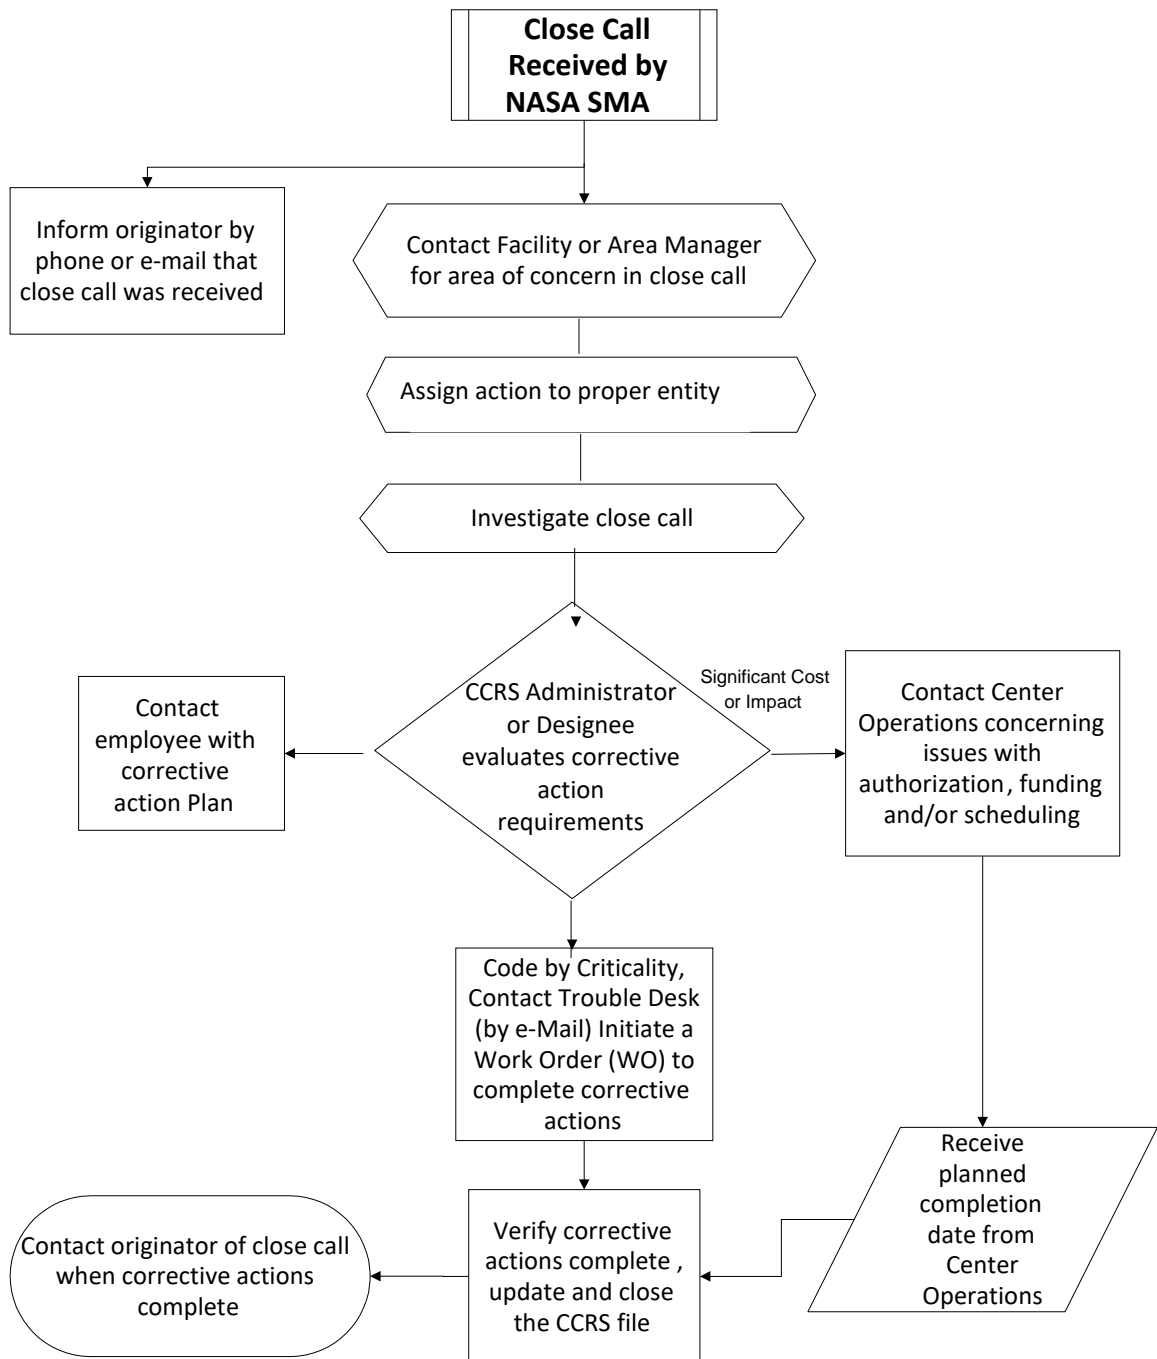 Close Call
Received by
NASA SMA
Inform originator by
phone or e-mail that
close call was received
Contact Facility or Area Manager
for area of concern in close call
Assign action to proper entity
Investigate close call
Contact
employee with
corrective
action Plan
CCRS Administrator
or Designee
evaluates corrective
action
requirements
Significant Cost
or Impact
Contact Center
Operations concerning
issues with
authorization, funding
and/or scheduling
Code by Criticality,
Contact Trouble Desk
(by e-Mail) Initiate a
Work Order (WO) to
complete corrective
actions
Receive
planned
completion
date from
Center
Operations
Verify corrective
actions complete ,
update and close
the CCRS file
Contact originator of close call
when corrective actions
complete